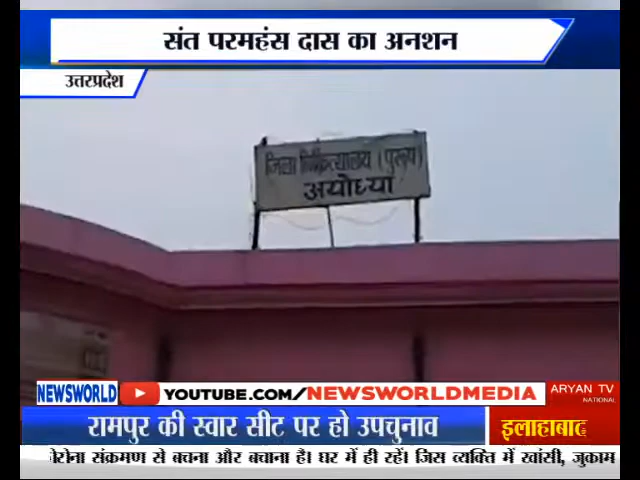 संत परमहंस दास का अनशन
उत्तरप्रदेश
जिला चिकित्सालय (पुरूष)
अयोध्या
NEWSWORLD YOUTUBE.COM/NEWSWORLDMEDIA ARYAN TV
NATIONAL
रामपुर की स्वार सीट पर हो उपचुनाव इलाहाबाद
संक्रमण से बचना और बचाना है। घर में ही रहें। जिस व्यक्ति में खांसी, जुकाम